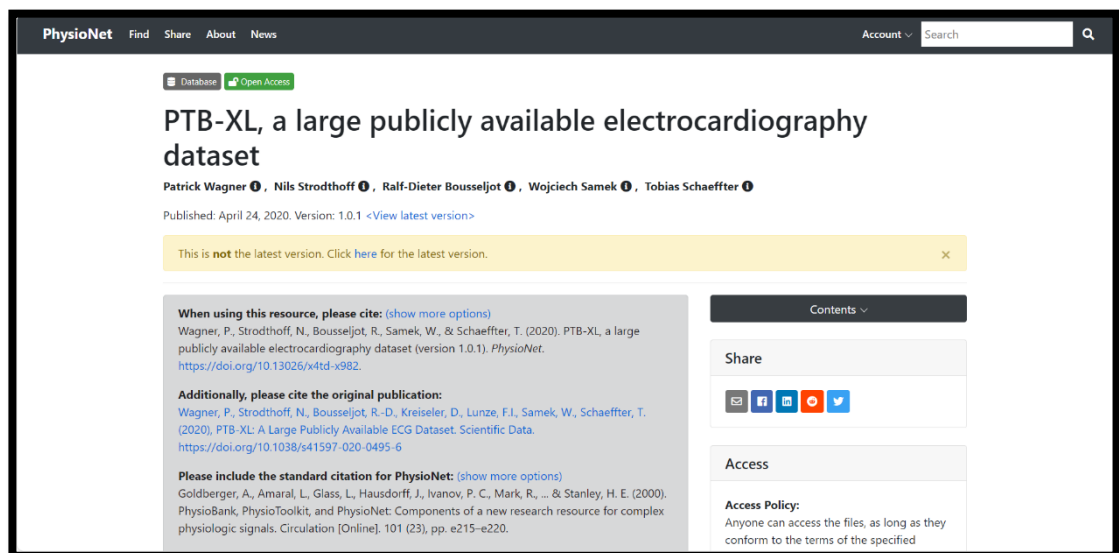 PhysioNet Find Share About News Account Search
Database Open Access
PTB-XL, a large publicly available electrocardiography
dataset
Patrick Wagner , Nils Strodthoff , Ralf-Dieter Bousseljot , Wojciech Samek , Tobias Schaeffter
Published: April 24, 2020. Version: 1.0.1 <View latest version>
This is not the latest version. Click here for the latest version. ×
When using this resource, please cite: (show more options)
Wagner, P., Strodthoff, N., Bousseljot, R., Samek, W., & Schaeffter, T. (2020). PTB-XL, a large
publicly available electrocardiography dataset (version 1.0.1). PhysioNet.
https://doi.org/10.13026/x4td-x982.
Additionally, please cite the original publication:
Wagner, P., Strodthoff, N., Bousseljot, R.-D., Kreiseler, D., Lunze, F.I., Samek, W., Schaeffter, T.
(2020), PTB-XL: A Large Publicly Available ECG Dataset. Scientific Data.
https://doi.org/10.1038/s41597-020-0495-6
Please include the standard citation for PhysioNet: (show more options)
Goldberger, A., Amaral, L., Glass, L., Hausdorff, J., Ivanov, P. C., Mark, R., ... & Stanley, H. E. (2000).
PhysioBank, PhysioToolkit, and PhysioNet: Components of a new research resource for complex
physiologic signals. Circulation [Online]. 101 (23), pp. e215–e220.
Contents
Share
Access
Access Policy:
Anyone can access the files, as long as they
conform to the terms of the specified